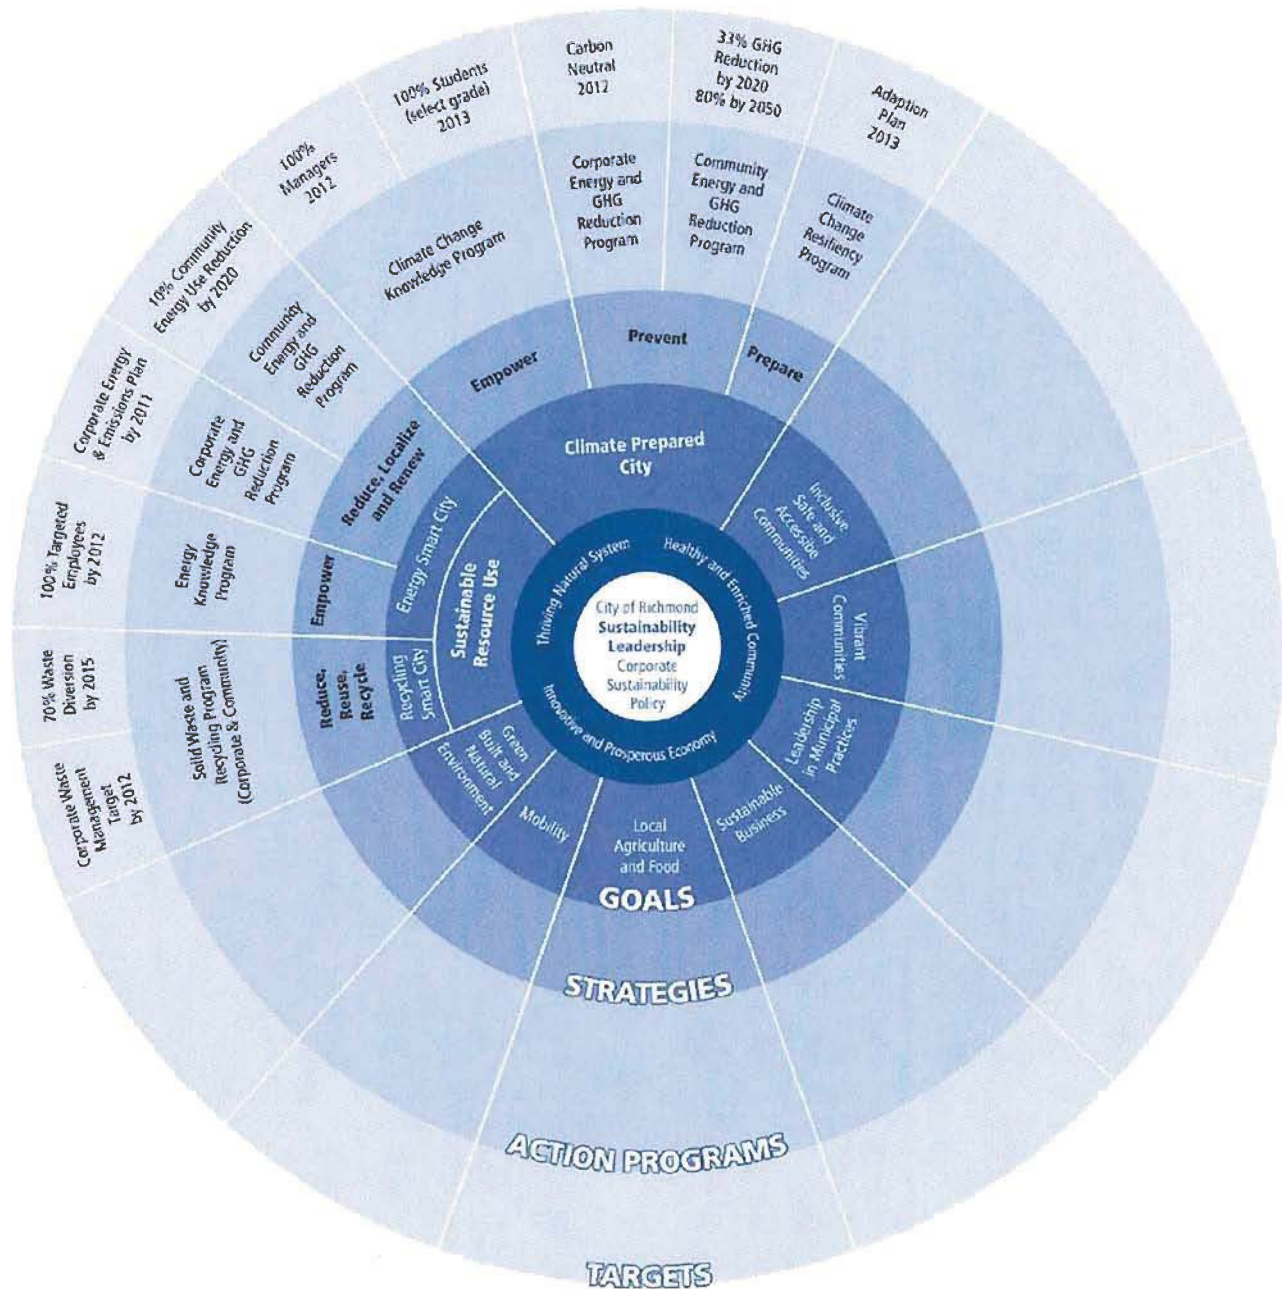 City of Richmond
Sustainability
Leadership
Corporate
Sustainability
Policy
Thriving Natural System
Healthy and Enriched Community
Innovative and Prosperous Economy
Climate Prepared
City
Inclusive
Safe and
Accessible
Communities
Vibrant
Communities
Leadership
in Municipal
Practices
Sustainable
Business
Local
Agriculture
and Food
Mobility
Green
Built and
Natural
Environment
Sustainable
Resource Use
Recycling
Smart City
Energy Smart City
GOALS
Reduce,
Reuse,
Recycle
Empower
Reduce, Localize
and Renew
Empower
Prevent
Prepare
STRATEGIES
Solid Waste and
Recycling Program
(Corporate & Community)
Energy
Knowledge
Program
Corporate
Energy and
GHG
Reduction
Program
Community
Energy and
GHG
Reduction
Program
Climate Change
Knowledge Program
Corporate
Energy and
GHG
Reduction
Program
Community
Energy and
GHG
Reduction
Program
Climate
Change
Resiliency
Program
ACTION PROGRAMS
Corporate Waste
Management
Target
by 2012
70% Waste
Diversion
by 2015
100% Targeted
Employees
by 2012
Corporate Energy
& Emissions Plan
by 2011
10% Community
Energy Use Reduction
by 2020
100%
Managers
2012
100% Students
(select grade)
2013
Carbon
Neutral
2012
33% GHG
Reduction
by 2020
80% by 2050
Adaption
Plan
2013
TARGETS